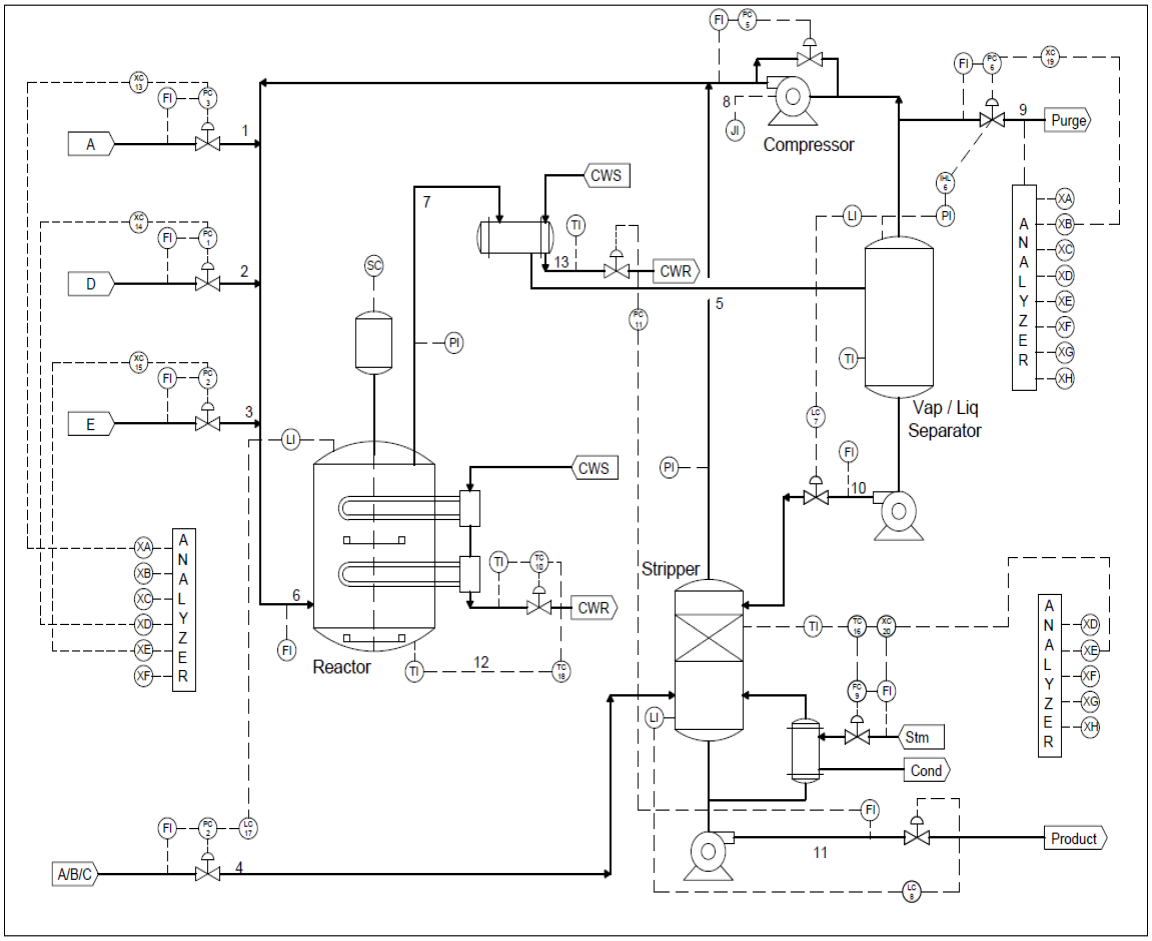 FI
PC
5
XC
13
FI
PC
3
A
1
8
JI
Compressor
FI
PC
6
XC
19
9
Purge
XC
14
FI
PC
1
D
2
7
CWS
TI
13
CWR
SC
PI
PC
11
5
LI
IHL
6
PI
ANALYZER
XA
XB
XC
XD
XE
XF
XG
XH
TI
Vap / Liq
Separator
XC
15
FI
PC
2
E
3
LI
CWS
PI
LC
7
FI
10
ANALYZER
XA
XB
XC
XD
XE
XF
6
FI
Reactor
TI
TC
10
CWR
TI
12
TC
18
Stripper
TI
TC
16
XC
20
FC
9
FI
Stm
Cond
LI
ANALYZER
XD
XE
XF
XG
XH
FI
PC
2
LC
17
A/B/C
4
FI
11
Product
LC
8